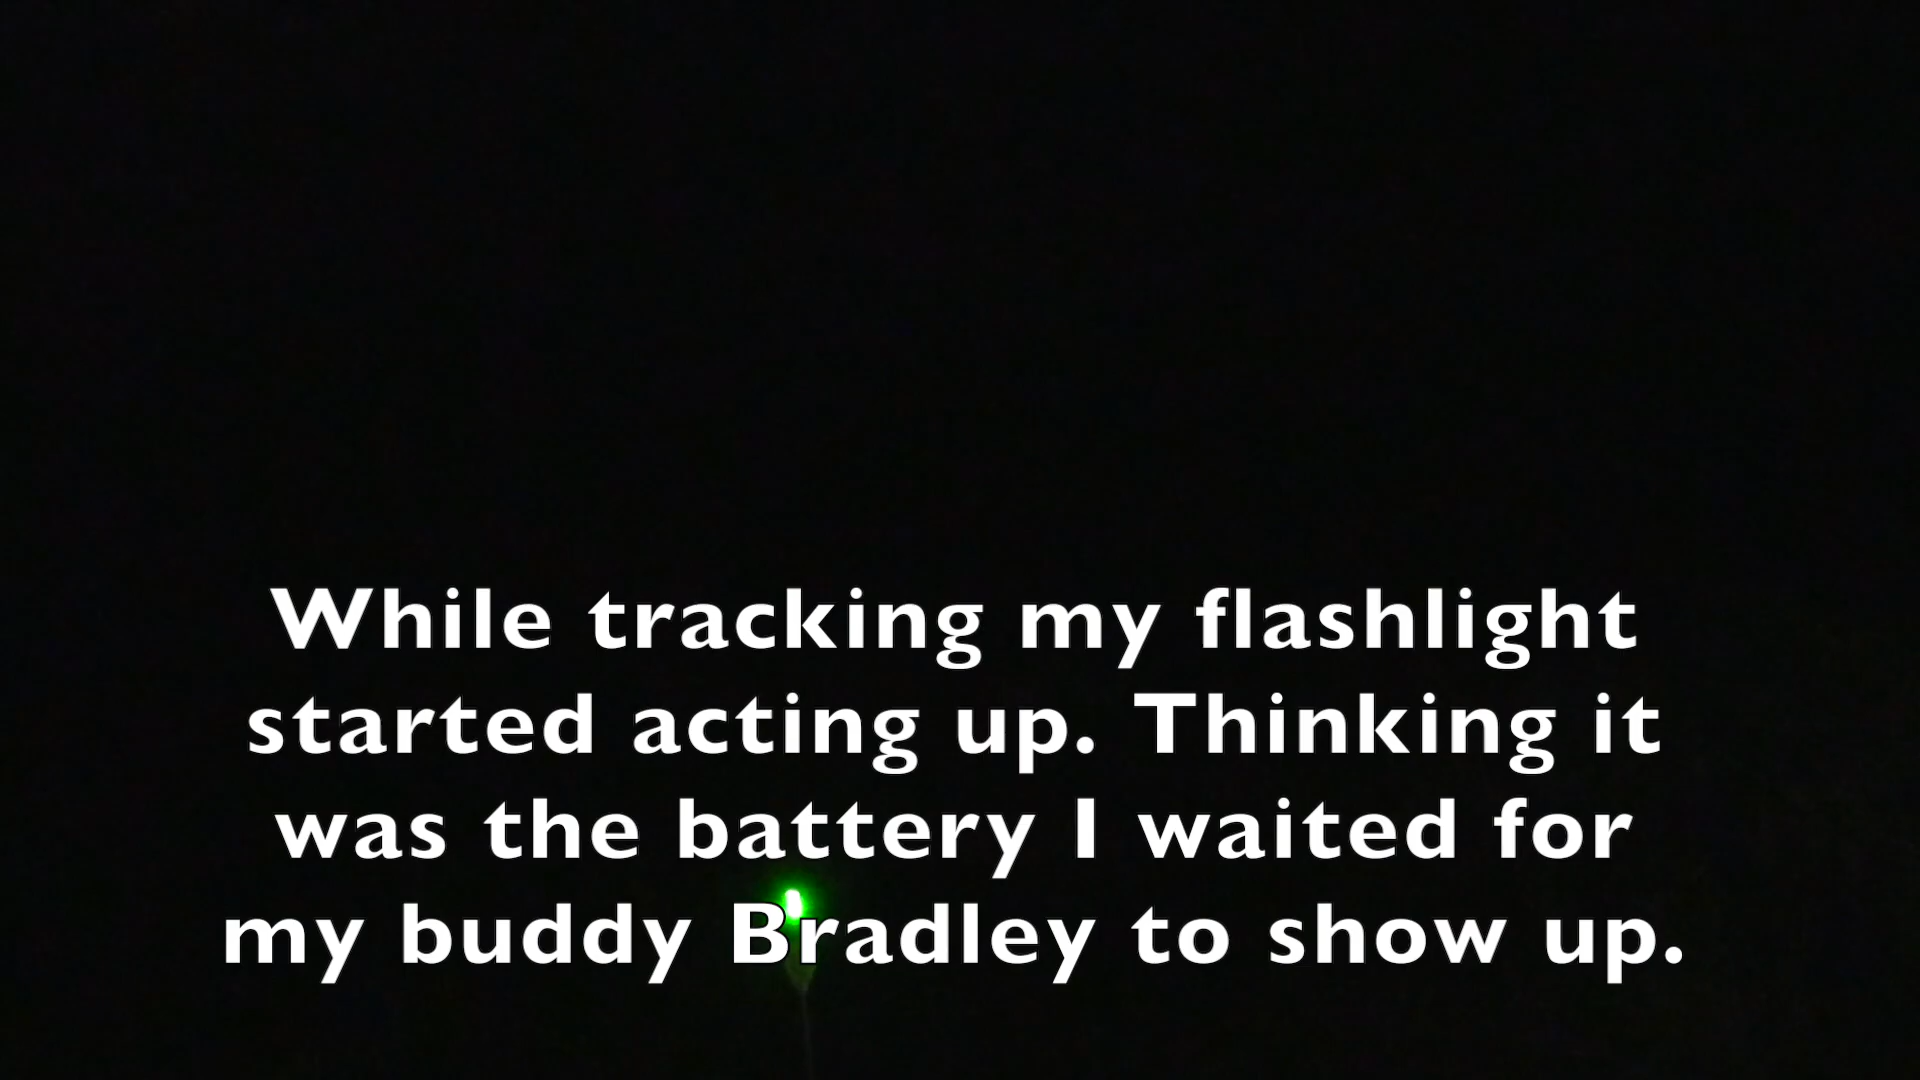 While tracking my flashlight
started acting up. Thinking it
was the battery I waited for
my buddy Bradley to show up.